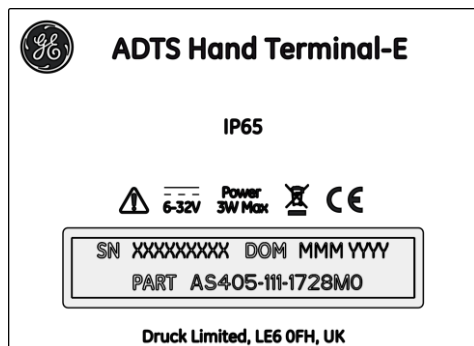 GE
ADTS Hand Terminal-E
IP65
6-32V
Power
3W Max
CE
SN XXXXXXXXX DOM MMM YYYY
PART AS405-111-1728M0
Druck Limited, LE6 0FH, UK